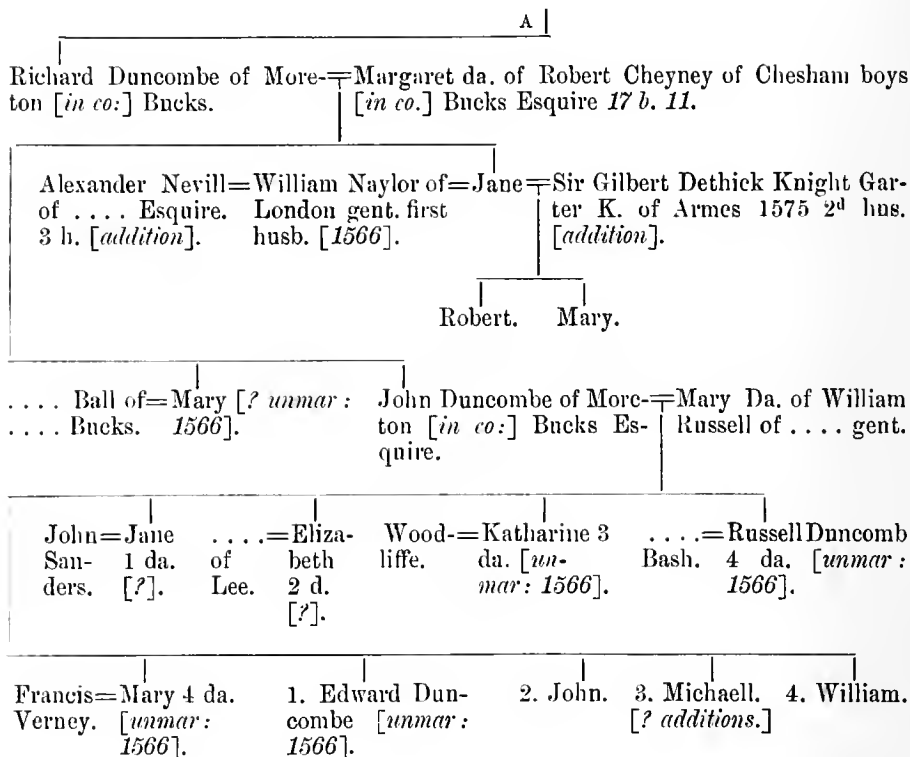 A
Richard Duncombe of More-=Margaret da. of Robert Cheyney of Chesham boys
ton [in co:] Bucks. [in co.] Bucks Esquire 17 b. 11.
Alexander Nevill=William Naylor of=Jane=Sir Gilbert Dethick Knight Gar-
of .... Esquire. London gent. first ter K. of Armes 1575 2d hus.
3 h. [addition]. husb. [1566]. [addition].
Robert. Mary.
.... Ball of=Mary [? unmar: John Duncombe of More-=Mary Da. of William
.... Bucks. 1566]. ton [in co:] Bucks Es- Russell of .... gent.
quire.
John=Jane ....=Eliza- Wood-=Katharine 3 ....=Russell Duncomb
San- 1 da. of beth liffe. da. [un- Bash. 4 da. [unmar:
ders. [?]. Lee. 2 d. mar: 1566]. 1566].
[?].
Francis=Mary 4 da. 1. Edward Dun- 2. John. 3. Michaell. 4. William.
Verney. [unmar: combe [unmar: [? additions.]
1566]. 1566].